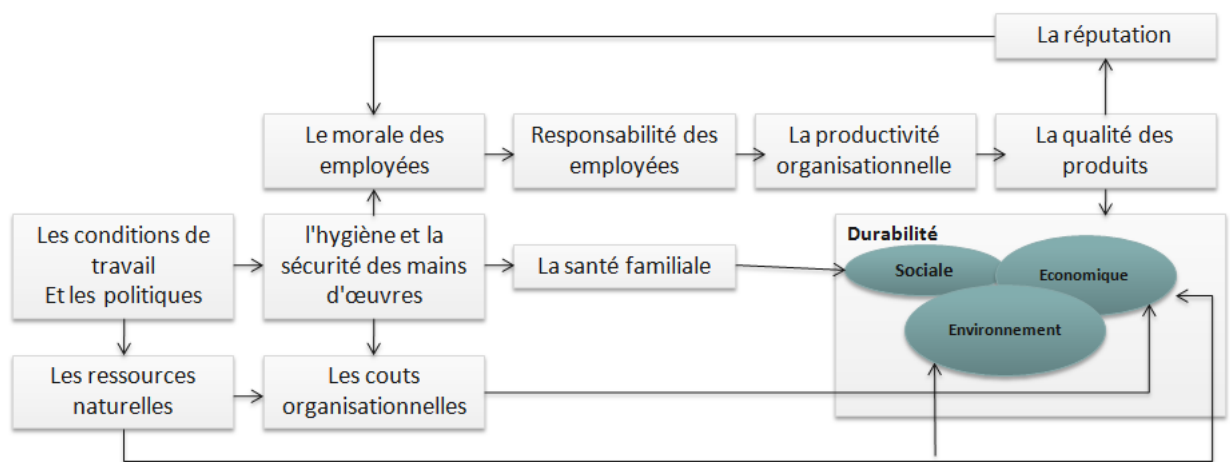 La réputation
Le morale des
employées
Responsabilité des
employées
La productivité
organisationnelle
La qualité des
produits
Les conditions de
travail
Et les politiques
l'hygiène et la
sécurité des mains
d'œuvres
La santé familiale
Durabilité
Sociale
Economique
Environnement
Les ressources
naturelles
Les couts
organisationnelles